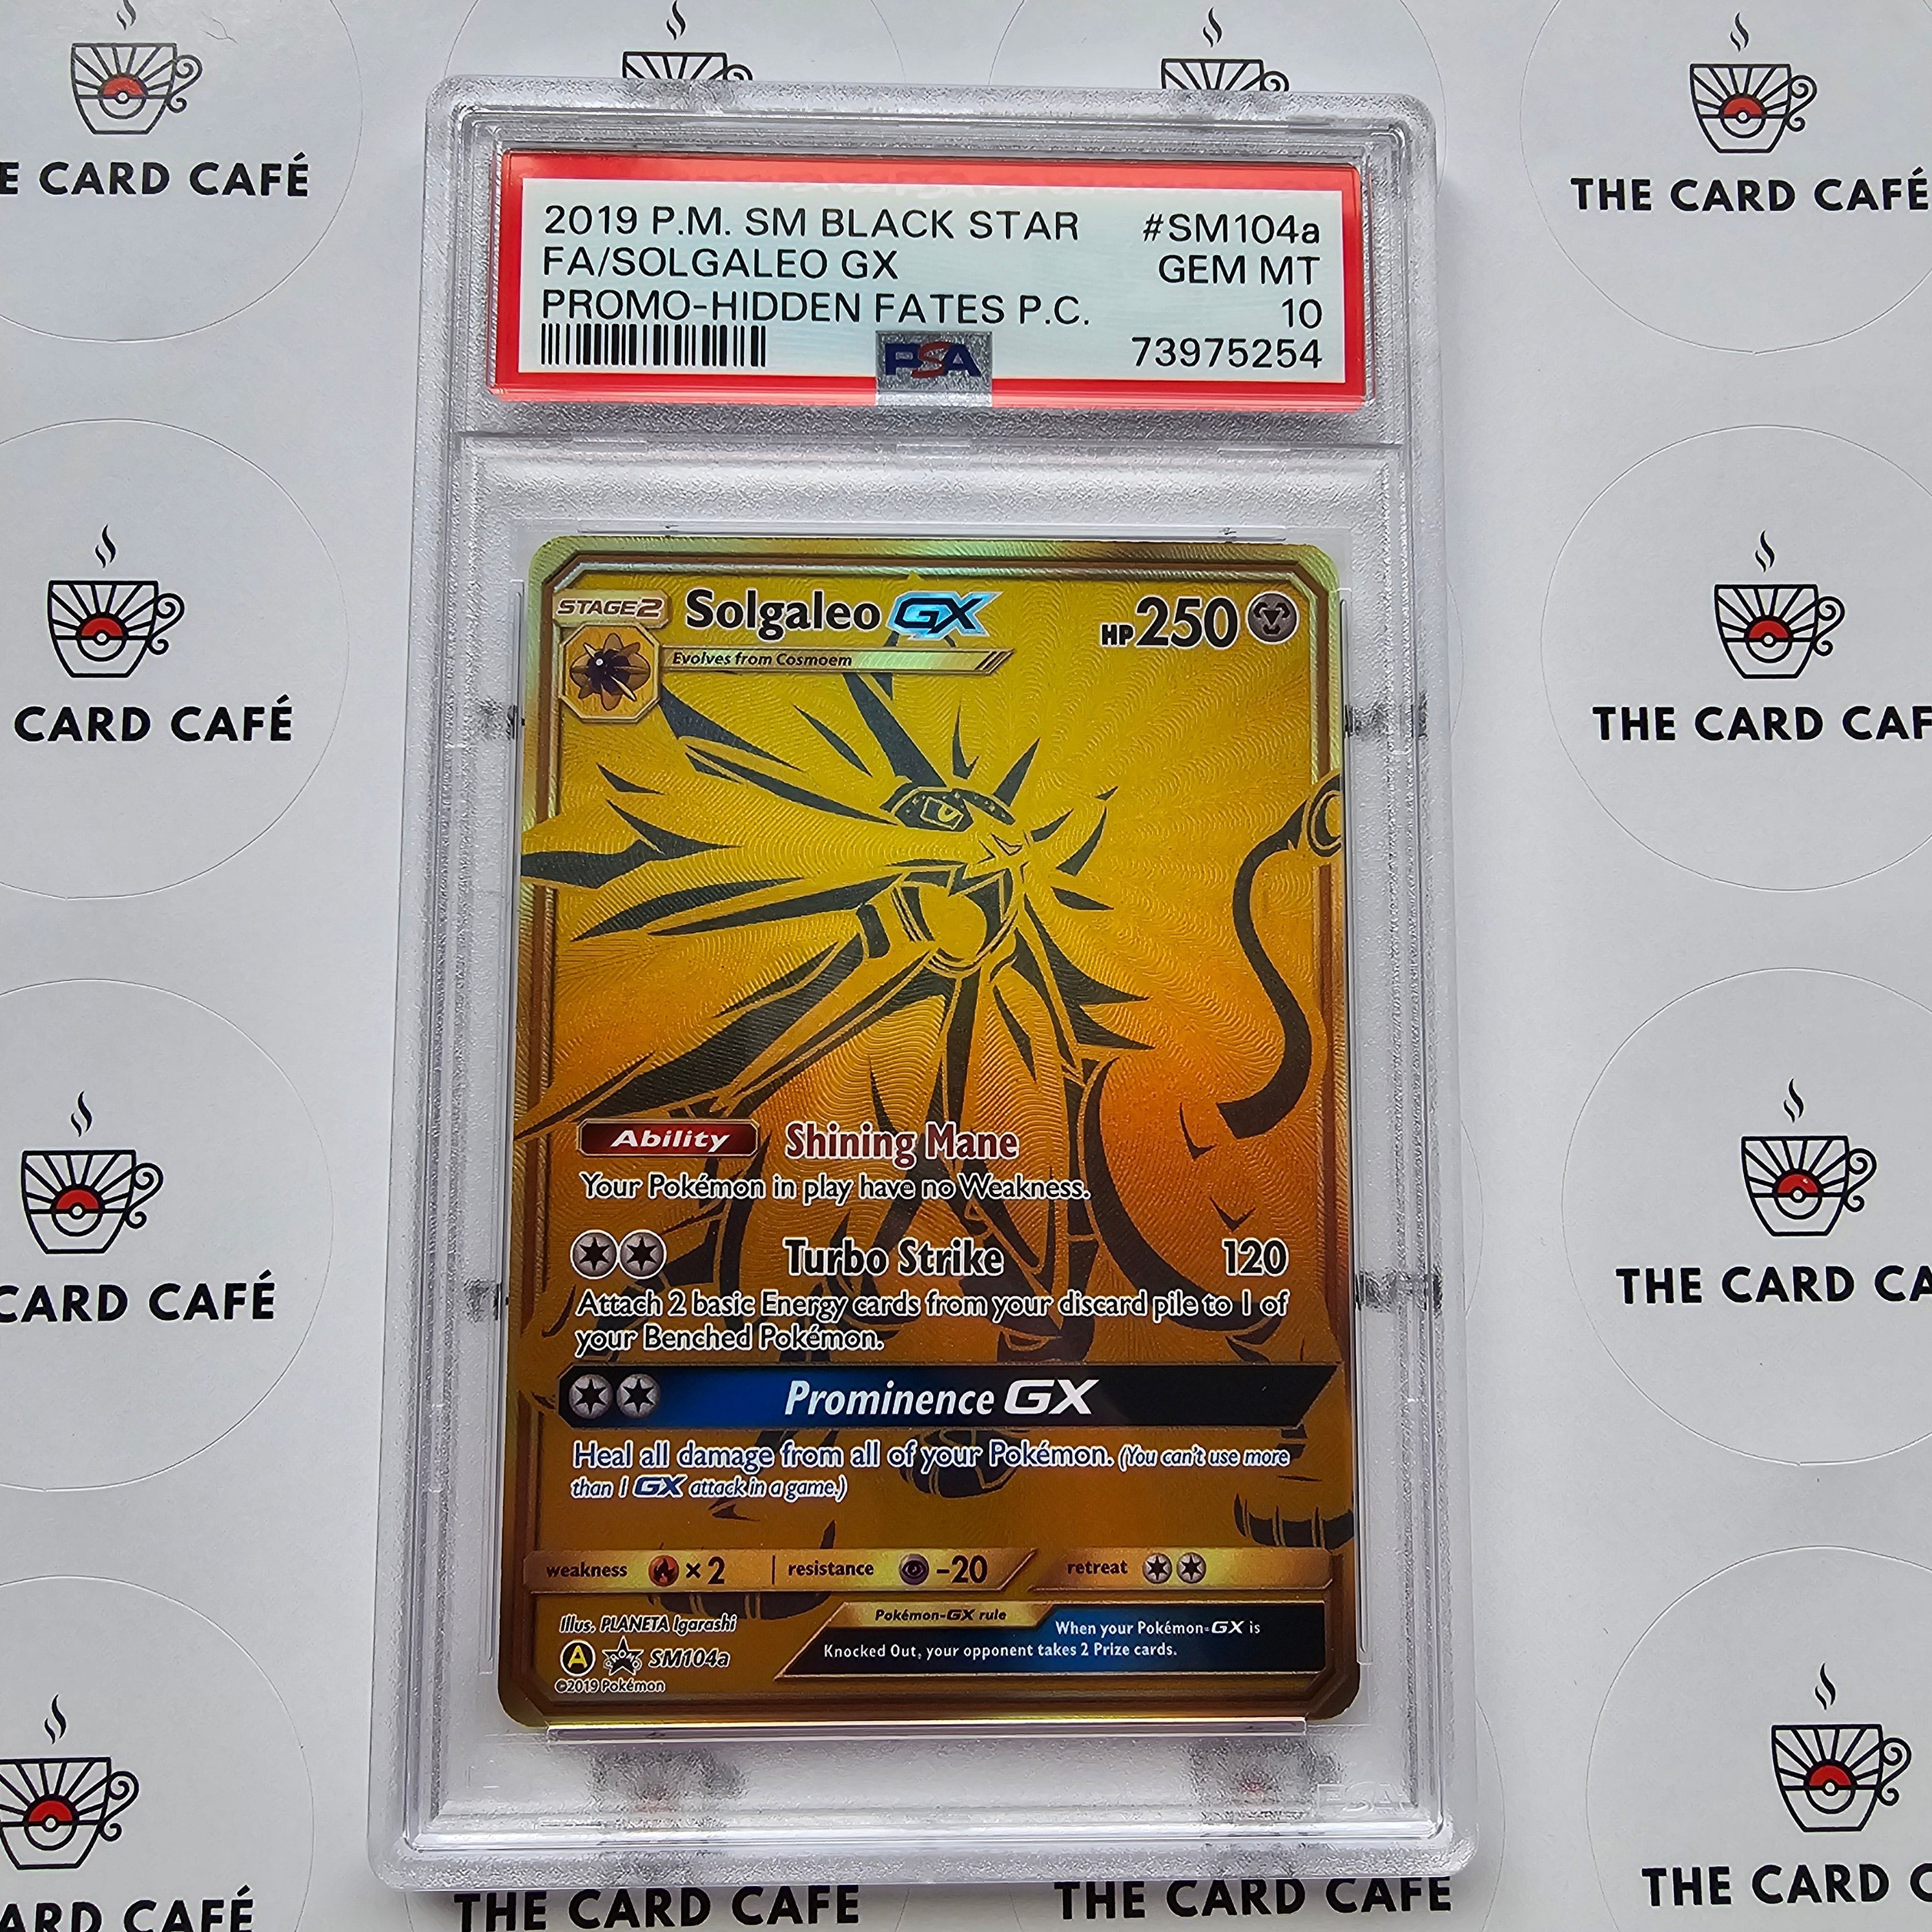 E CARD CAFÉ
THE CARD CAFÉ
2019 P.M. SM BLACK STAR #SM104a
FA/SOLGALEO GX GEM MT
PROMO-HIDDEN FATES P.C. 10
PSA 73975254
STAGE2 Solgaleo GX HP 250
Evolves from Cosmoem
CARD CAFÉ
THE CARD CAF
Ability Shining Mane
Your Pokémon in play have no Weakness.
Turbo Strike 120
Attach 2 basic Energy cards from your discard pile to 1 of
your Benched Pokémon.
CARD CAFÉ
THE CARD CA
Prominence GX
Heal all damage from all of your Pokémon. (You can't use more
than 1 GX attack in a game.)
weakness ×2 resistance -20 retreat
Illus. PLANETA Igarashi
Pokémon-GX rule
When your Pokémon-GX is
Knocked Out, your opponent takes 2 Prize cards.
A PROMO SM104a
©2019 Pokémon
PSA
ARD CAFÉ
THE CARD CAFÉ
THE CARD CAFÉ
THE CARD C